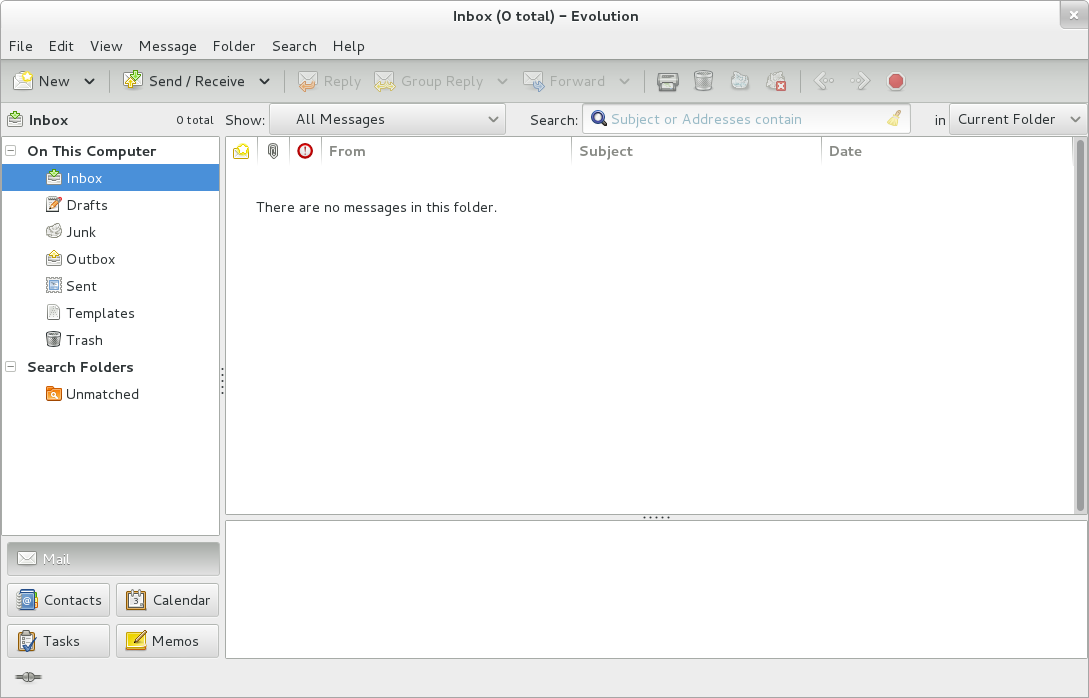 Inbox (0 total) – Evolution
File Edit View Message Folder Search Help
New Send / Receive Reply Group Reply Forward
Inbox 0 total Show: All Messages Search: Subject or Addresses contain in Current Folder
On This Computer
Inbox
Drafts
Junk
Outbox
Sent
Templates
Trash
Search Folders
Unmatched
From Subject Date
There are no messages in this folder.
Mail
Contacts Calendar
Tasks Memos